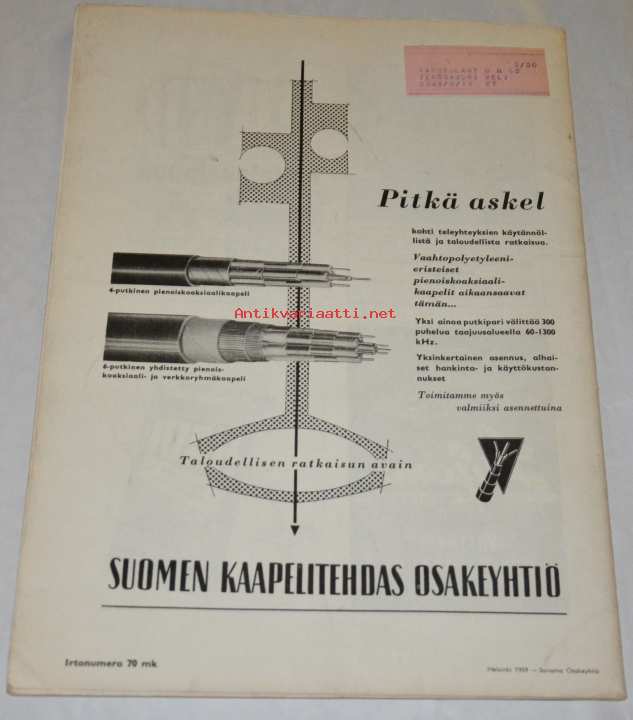 Pitkä askel
kohti teleyhteyksien käytännöl-
listä ja taloudellista ratkaisua.
Vaahtopolyetyleeni-
eristeiset
pienoiskoaksiaali-
kaapelit aikaansaavat
tämän...
Yksi ainoa putkipari välittää 300
puhelua taajuusalueella 60-1300
kHz.
Yksinkertainen asennus, alhai-
set hankinta- ja käyttökustan-
nukset
Toimitamme myös
valmiiksi asennettuina
4-putkinen pienoiskoaksiaalikaapeli
Antikvariaatti.net
6-putkinen yhdistetty pienois-
koaksiaali- ja verkkoryhmäkaapeli
Taloudellisen ratkaisun avain
SUOMEN KAAPELITEHDAS OSAKEYHTIÖ
Irtonumero 70 mk
Helsinki 1959 — Sanoma Osakeyhtiö